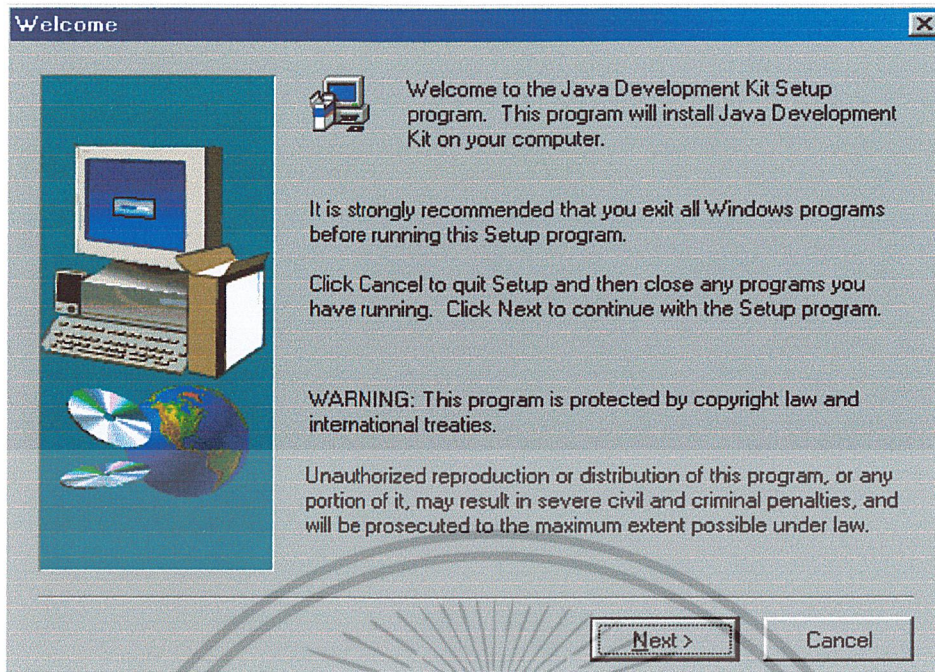 Welcome
Welcome to the Java Development Kit Setup
program. This program will install Java Development
Kit on your computer.
It is strongly recommended that you exit all Windows programs
before running this Setup program.
Click Cancel to quit Setup and then close any programs you
have running. Click Next to continue with the Setup program.
WARNING: This program is protected by copyright law and
international treaties.
Unauthorized reproduction or distribution of this program, or any
portion of it, may result in severe civil and criminal penalties, and
will be prosecuted to the maximum extent possible under law.
Next >
Cancel